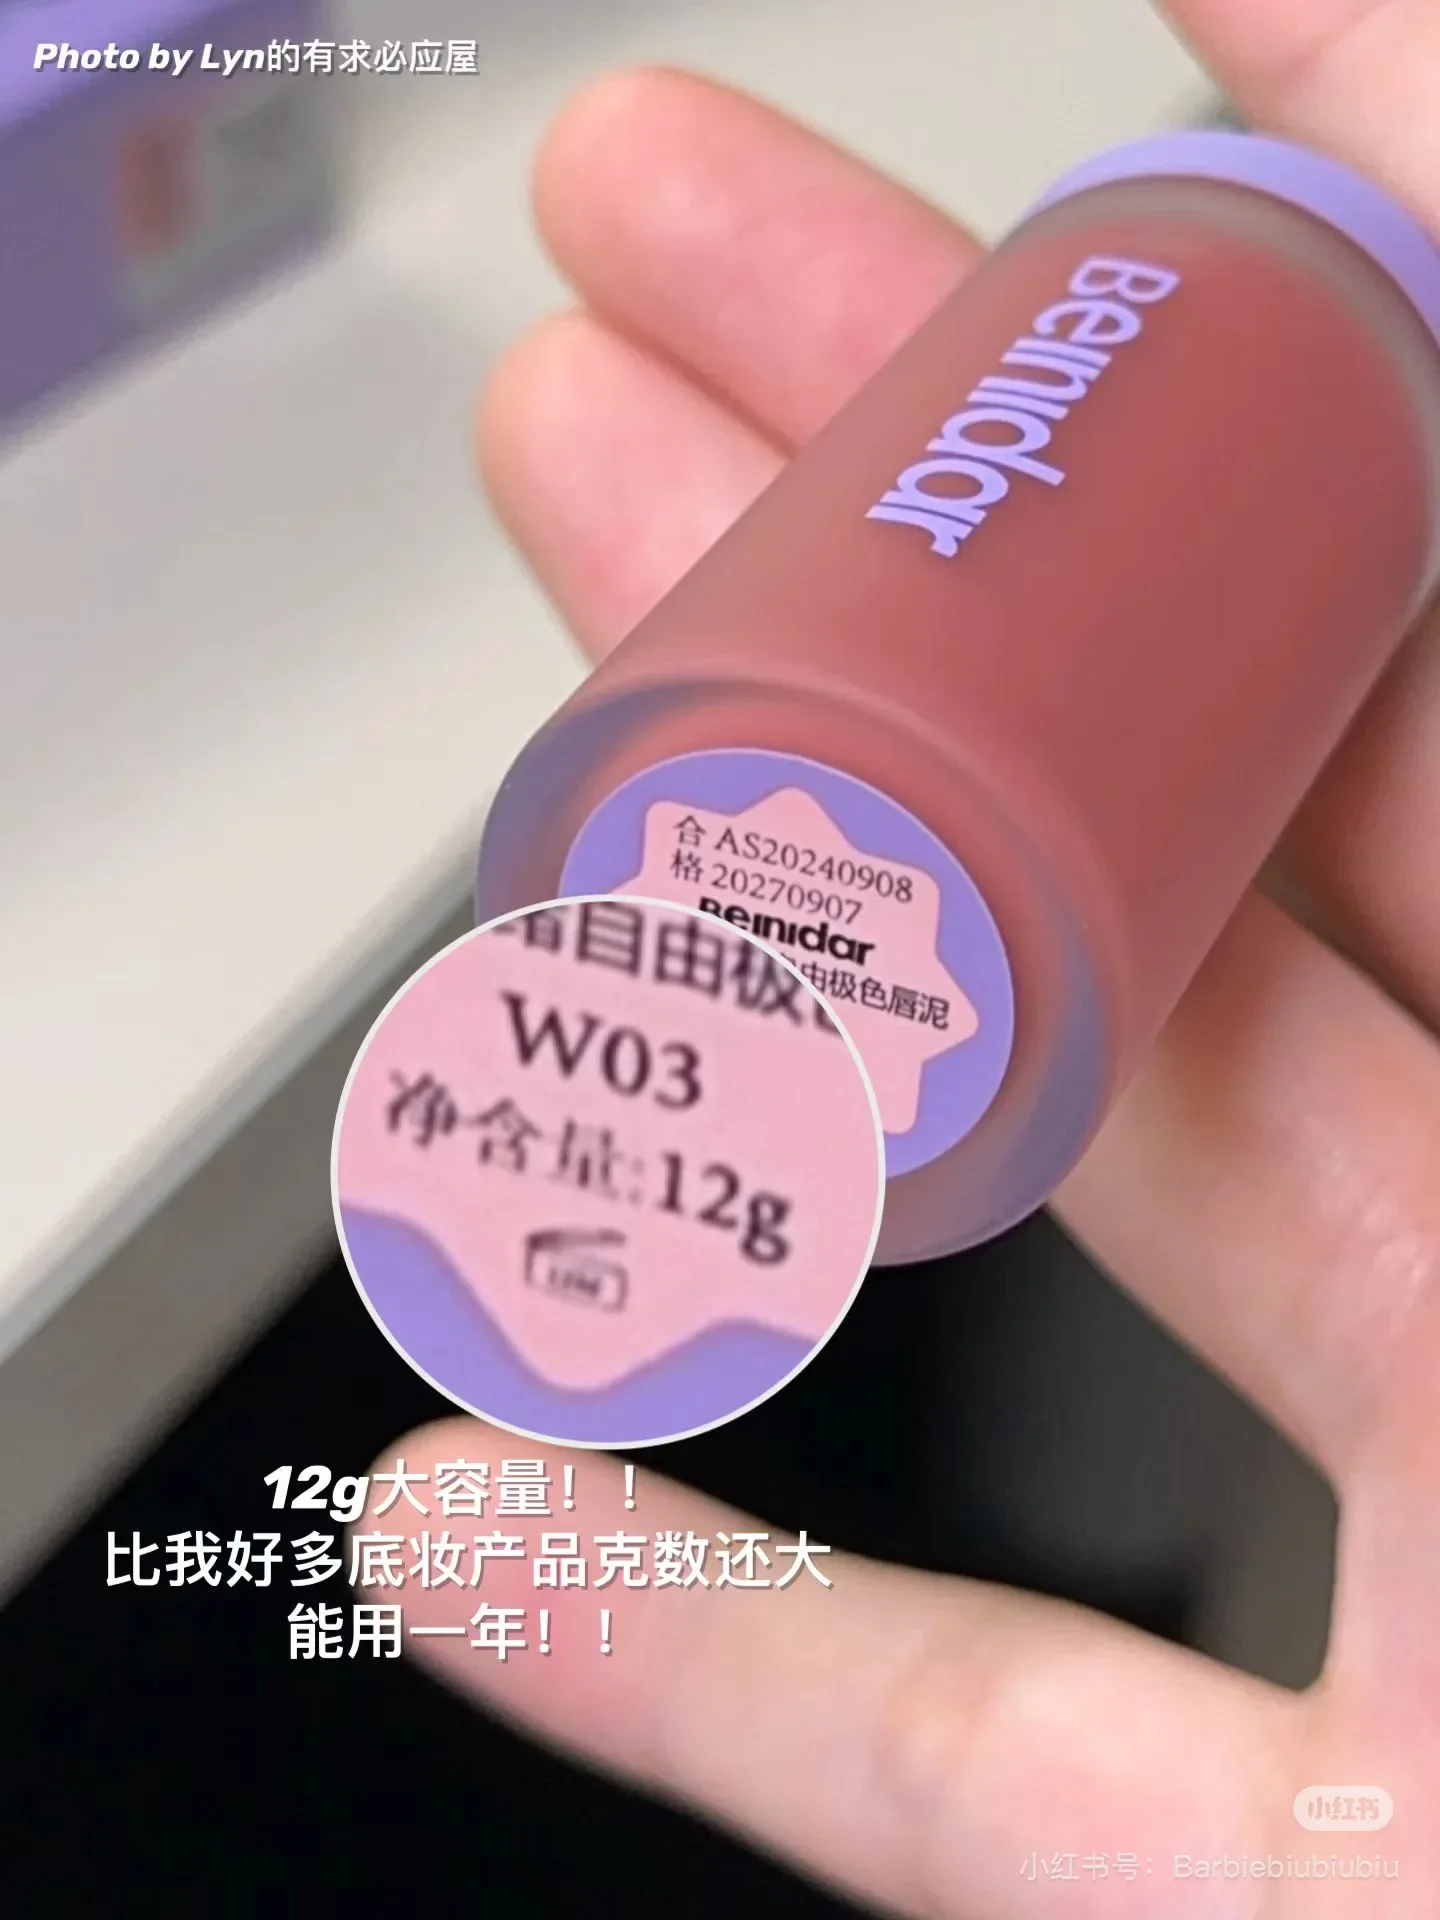 Photo by Lyn的有求必应屋
Beinidar
合 AS20240908
格 20270907
Beinidar
自由极色唇泥
自由极
W03
净含量:12g
12g大容量！！
比我好多底妆产品克数还大
能用一年！！
小红书
小红书号：Barbiebiubiubiu